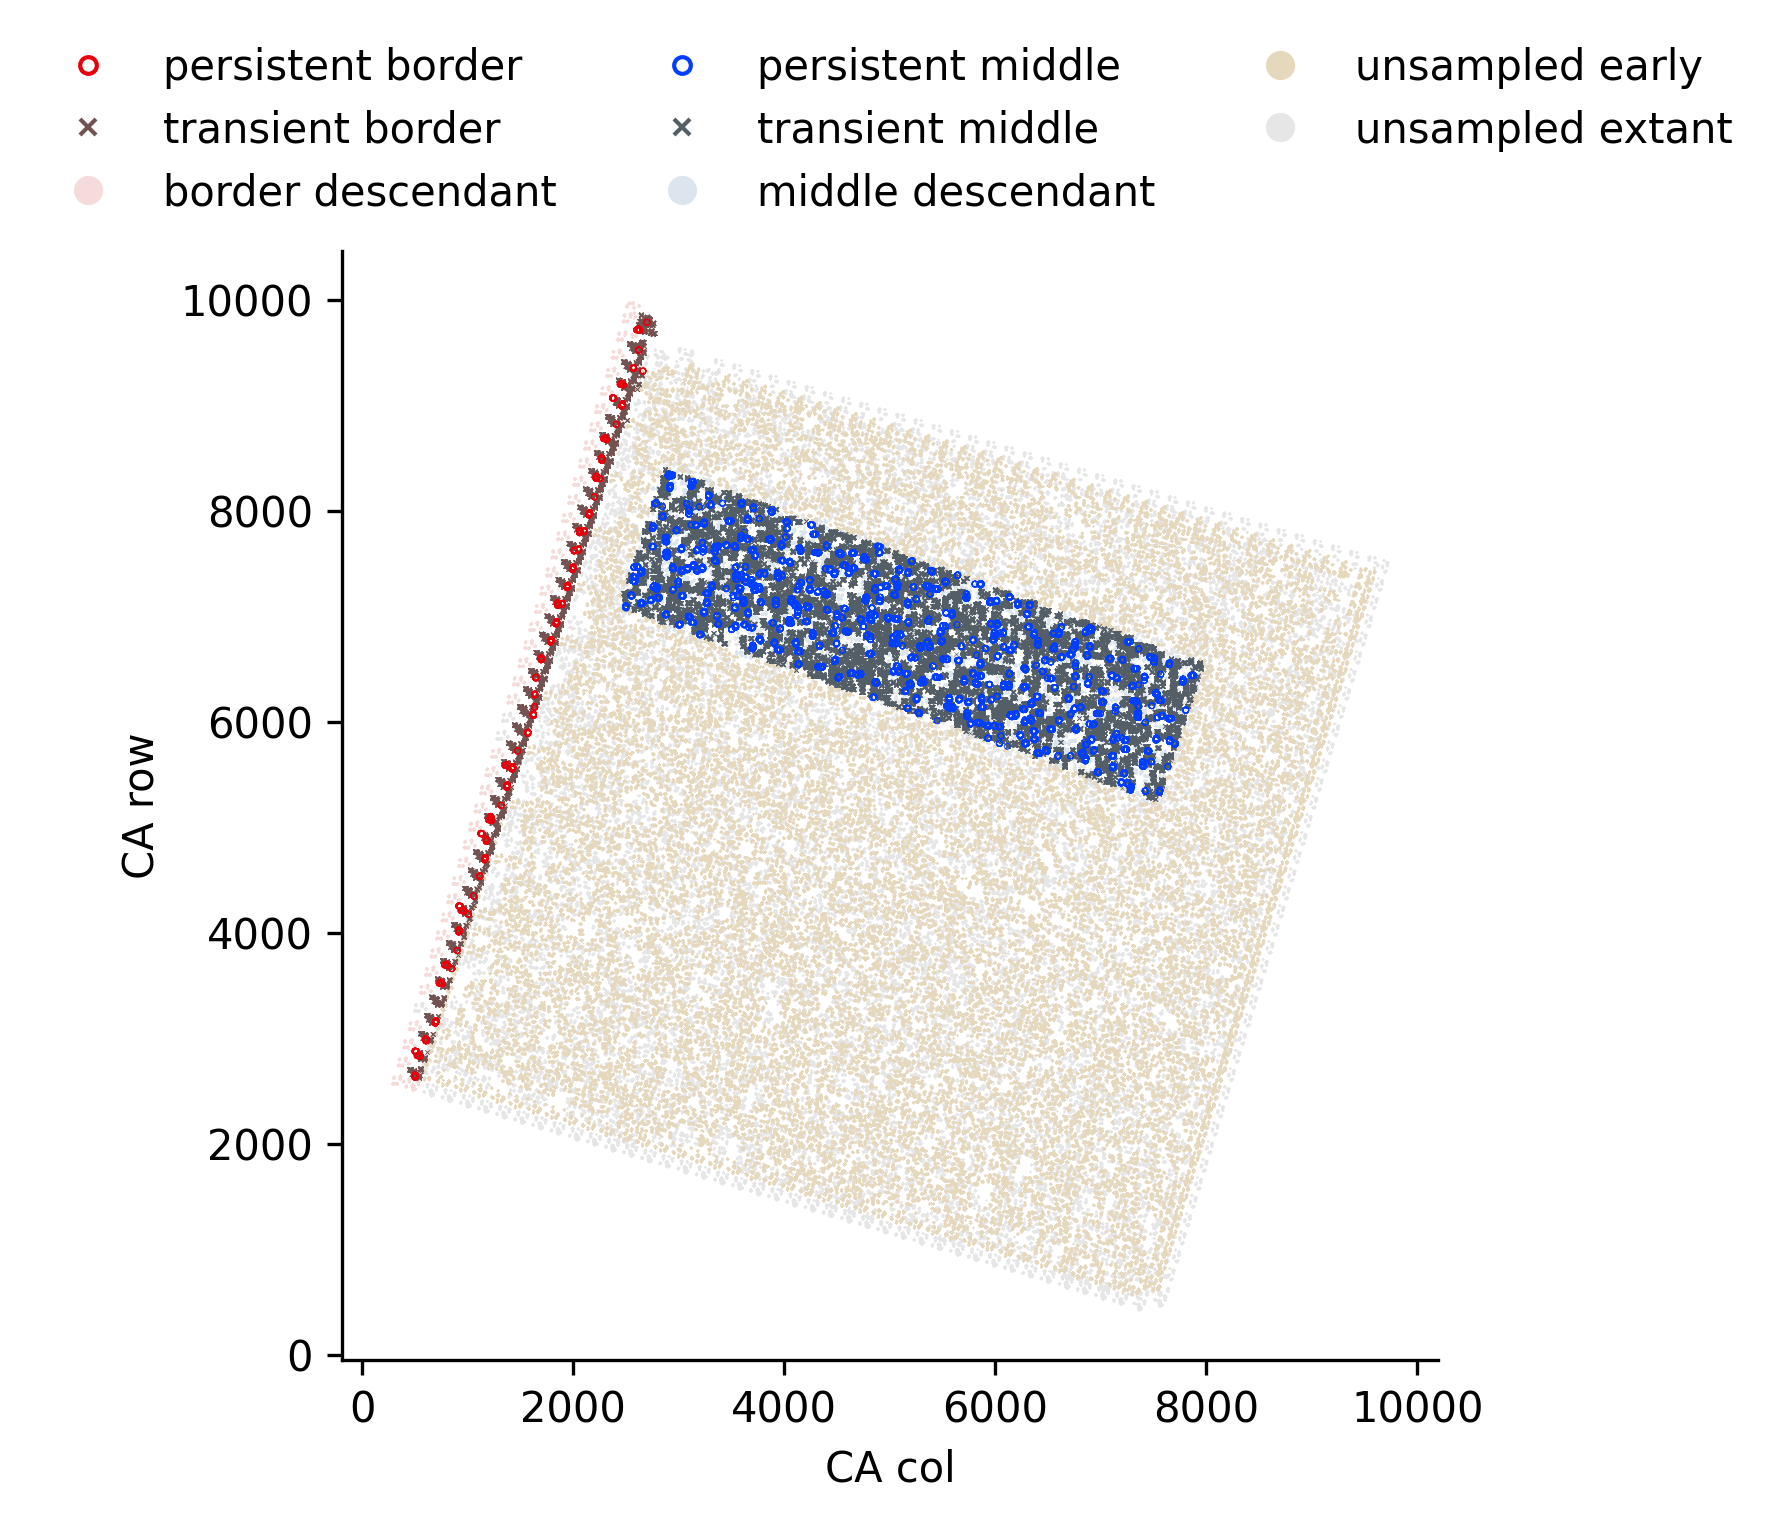 persistent border
persistent middle
unsampled early
transient border
transient middle
unsampled extant
border descendant
middle descendant
10000
8000
6000
4000
2000
0
CA row
0
2000
4000
6000
8000
10000
CA col